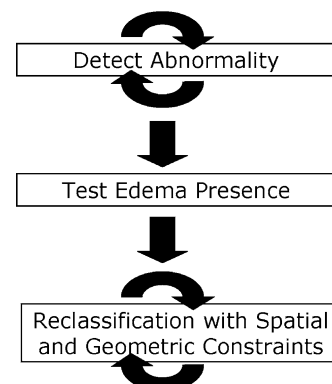 Detect Abnormality
Test Edema Presence
Reclassification with Spatial
and Geometric Constraints